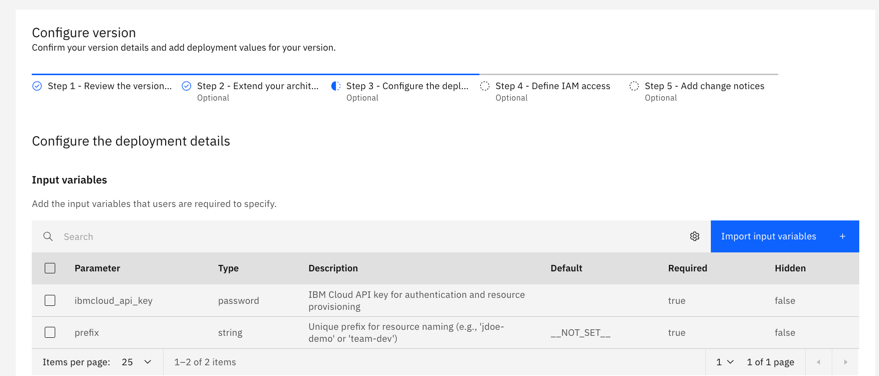 Configure version
Confirm your version details and add deployment values for your version.
Step 1 - Review the version... Step 2 - Extend your archit... Step 3 - Configure the depl... Step 4 - Define IAM access Step 5 - Add change notices
Optional Optional Optional Optional
Configure the deployment details
Input variables
Add the input variables that users are required to specify.
Search Import input variables +
Parameter Type Description Default Required Hidden
ibmcloud_api_key password IBM Cloud API key for authentication and resource provisioning true false
prefix string Unique prefix for resource naming (e.g., 'jdoe-demo' or 'team-dev') __NOT_SET__ true false
Items per page: 25 1–2 of 2 items 1 1 of 1 page